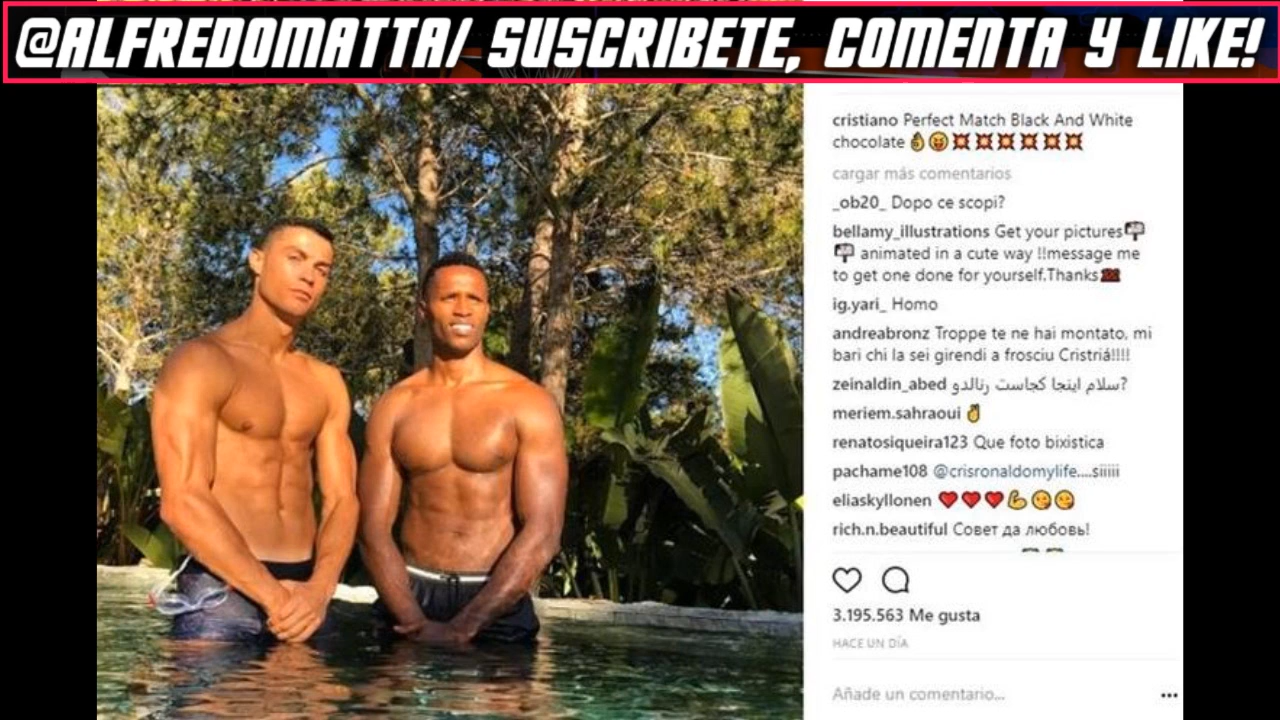 @ALFREDOMATTA/ SUSCRIBETE, COMENTA Y LIKE!
cristiano Perfect Match Black And White
chocolate👌😝💥💥💥💥💥💥
cargar más comentarios
_ob20_ Dopo ce scopi?
bellamy_illustrations Get your pictures📬
📬 animated in a cute way !!message me
to get one done for yourself.Thanks
ig.yari_ Homo
andreabronz Troppe te ne hai montato, mi
bari chi la sei girendi a frosciu Cristriá!!!!
zeinaldin_abed سلام اینجا کجاست رنالدو?
meriem.sahraoui ✌
renatosiqueira123 Que foto bixistica
pachame108 @crisronaldomylife....siiiii
eliaskyllonen ❤❤❤💪😘😘
rich.n.beautiful Совет да любовь!
3.195.563 Me gusta
HACE UN DÍA
Añade un comentario...